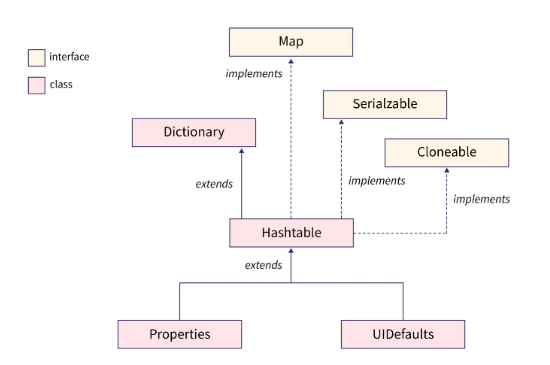 Map
interface
implements
class
Serialzable
Dictionary
Cloneable
extends
implements
implements
Hashtable
extends
Properties
UIDefaults